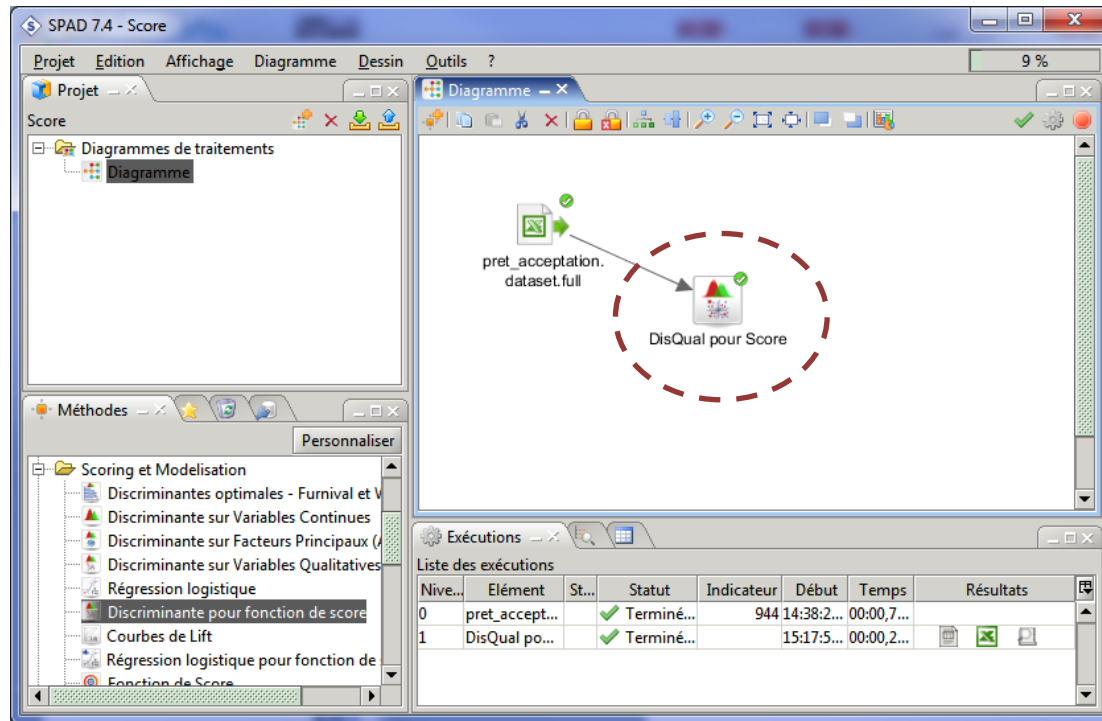 SPAD 7.4 - Score
Projet Edition Affichage Diagramme Dessin Outils ? 9 %
Projet
Score
Diagrammes de traitements
Diagramme
Méthodes
Personnaliser
Scoring et Modelisation
Discriminantes optimales - Furnival et
Discriminante sur Variables Continues
Discriminante sur Facteurs Principaux
Discriminante sur Variables Qualitatives
Régression logistique
Discriminante pour fonction de score
Courbes de Lift
Régression logistique pour fonction de
Fonction de Score
Diagramme
pret_acceptation.
dataset.full
DisQual pour Score
Exécutions
Liste des exécutions
Nive... Elément St... Statut Indicateur Début Temps Résultats
0 pret_accept... Terminé... 944 14:38:2... 00:00,7...
1 DisQual po... Terminé... 15:17:5... 00:00,2...